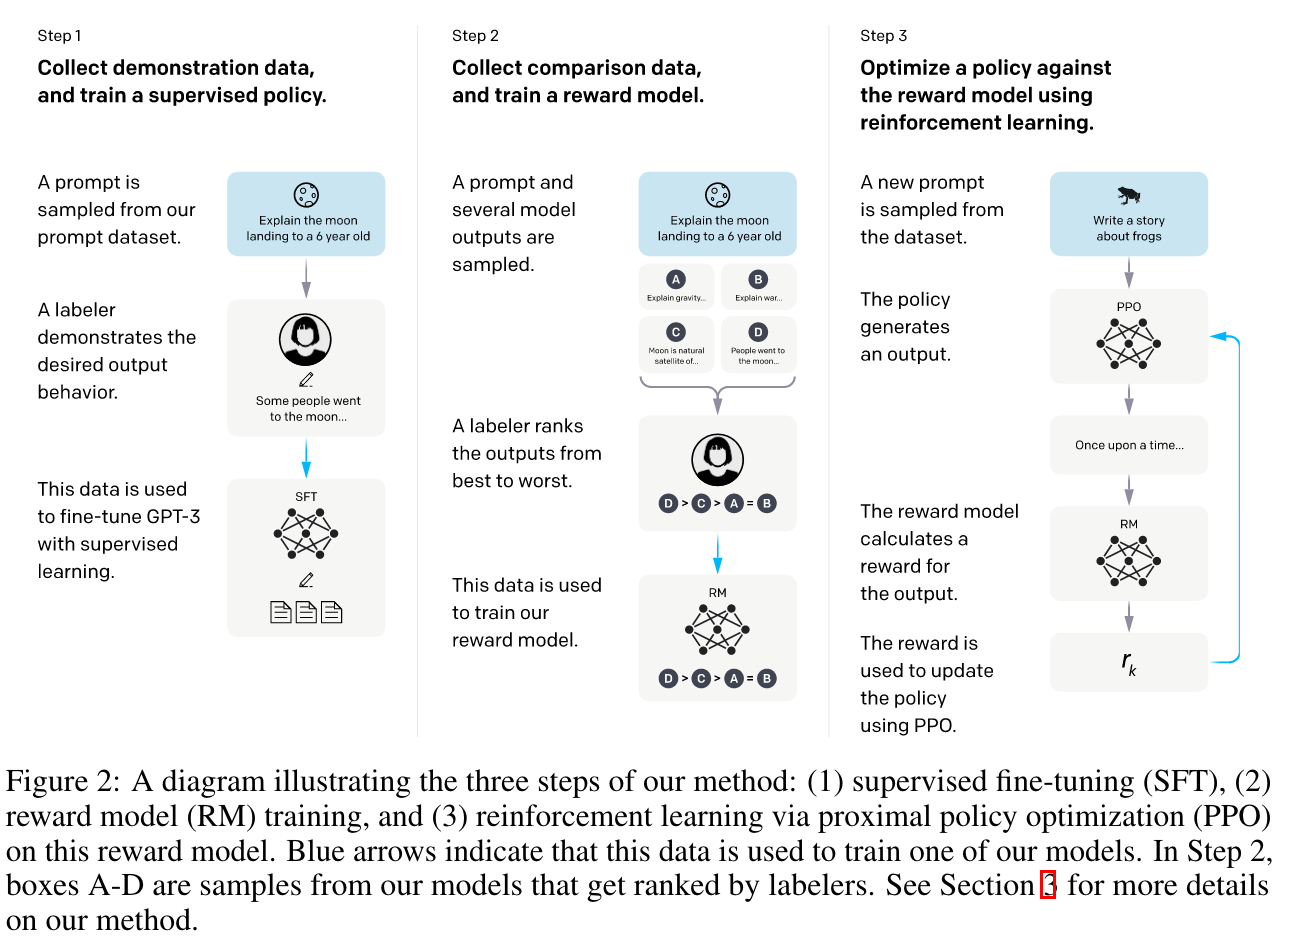 Step 1
Collect demonstration data,
and train a supervised policy.
A prompt is
sampled from our
prompt dataset.
Explain the moon
landing to a 6 year old
A labeler
demonstrates the
desired output
behavior.
Some people went
to the moon...
This data is used
to fine-tune GPT-3
with supervised
learning.
SFT
Step 2
Collect comparison data,
and train a reward model.
A prompt and
several model
outputs are
sampled.
Explain the moon
landing to a 6 year old
A
Explain gravity...
B
Explain war...
C
Moon is natural
satellite of...
D
People went to
the moon...
A labeler ranks
the outputs from
best to worst.
D > C > A = B
This data is used
to train our
reward model.
RM
D > C > A = B
Step 3
Optimize a policy against
the reward model using
reinforcement learning.
A new prompt
is sampled from
the dataset.
Write a story
about frogs
The policy
generates
an output.
PPO
Once upon a time...
The reward model
calculates a
reward for
the output.
RM
The reward is
used to update
the policy
using PPO.
r_k
Figure 2: A diagram illustrating the three steps of our method: (1) supervised fine-tuning (SFT), (2)
reward model (RM) training, and (3) reinforcement learning via proximal policy optimization (PPO)
on this reward model. Blue arrows indicate that this data is used to train one of our models. In Step 2,
boxes A-D are samples from our models that get ranked by labelers. See Section 3 for more details
on our method.